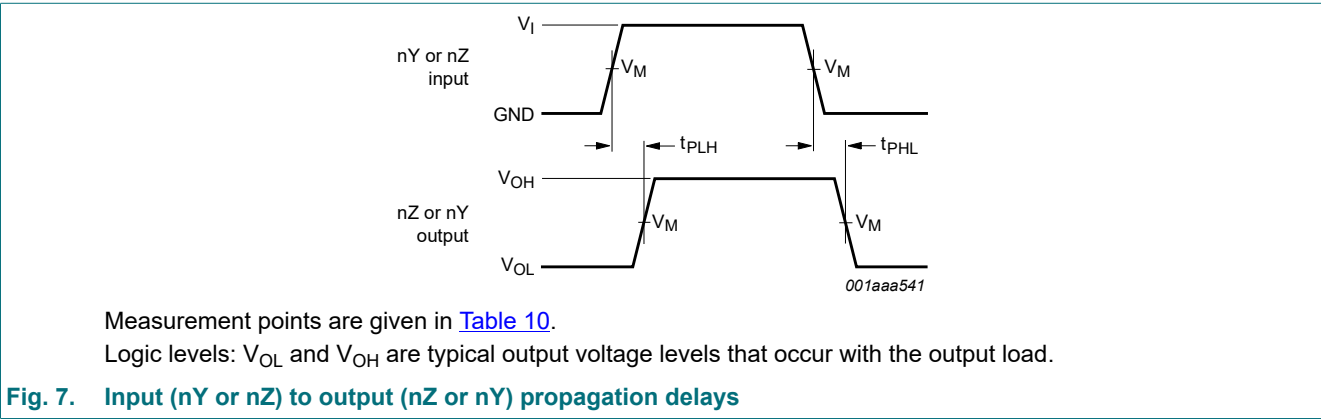 V_I
nY or nZ
input
V_M
V_M
GND
t_PLH
t_PHL
V_OH
nZ or nY
output
V_M
V_M
V_OL
001aaa541
Measurement points are given in Table 10.
Logic levels: V_OL and V_OH are typical output voltage levels that occur with the output load.
Fig. 7. Input (nY or nZ) to output (nZ or nY) propagation delays